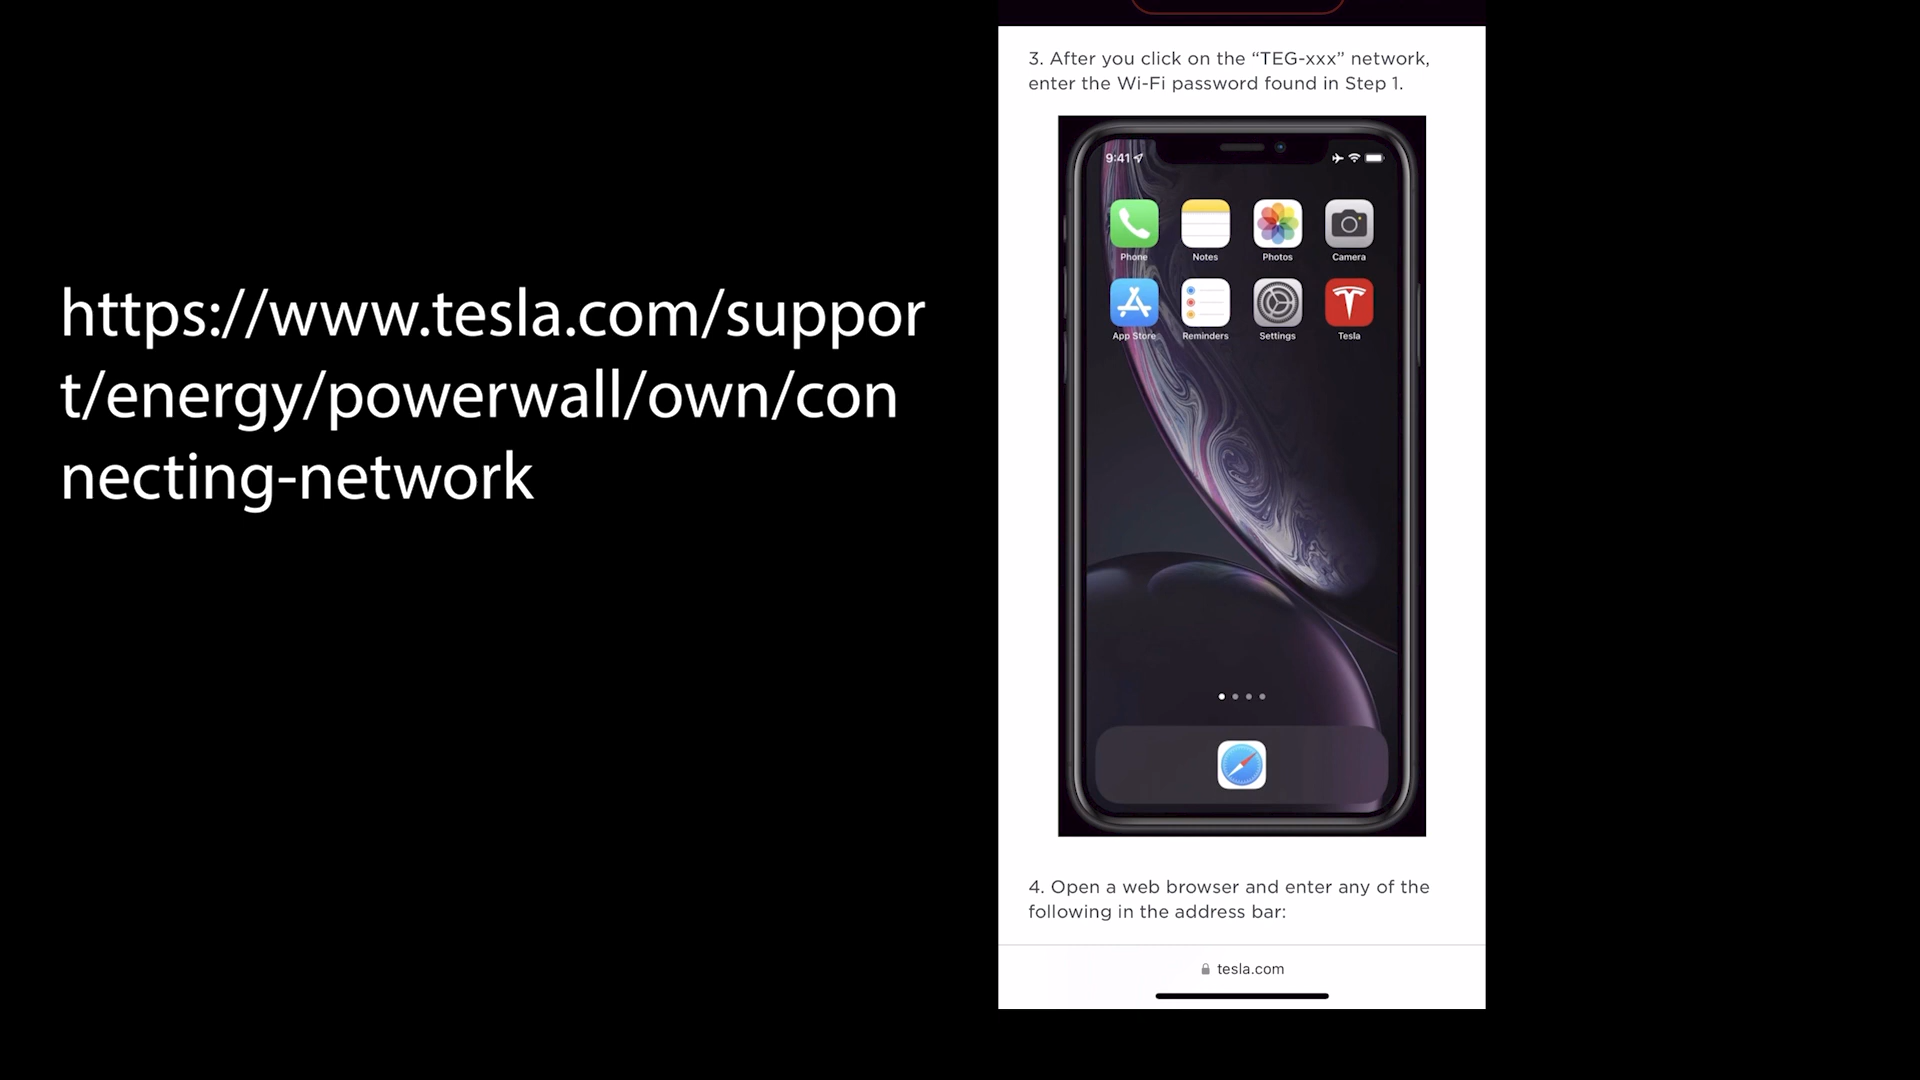 https://www.tesla.com/suppor
t/energy/powerwall/own/con
necting-network
3. After you click on the “TEG-xxx” network,
enter the Wi-Fi password found in Step 1.
9:41
Phone
Notes
Photos
Camera
App Store
Reminders
Settings
Tesla
4. Open a web browser and enter any of the
following in the address bar:
tesla.com